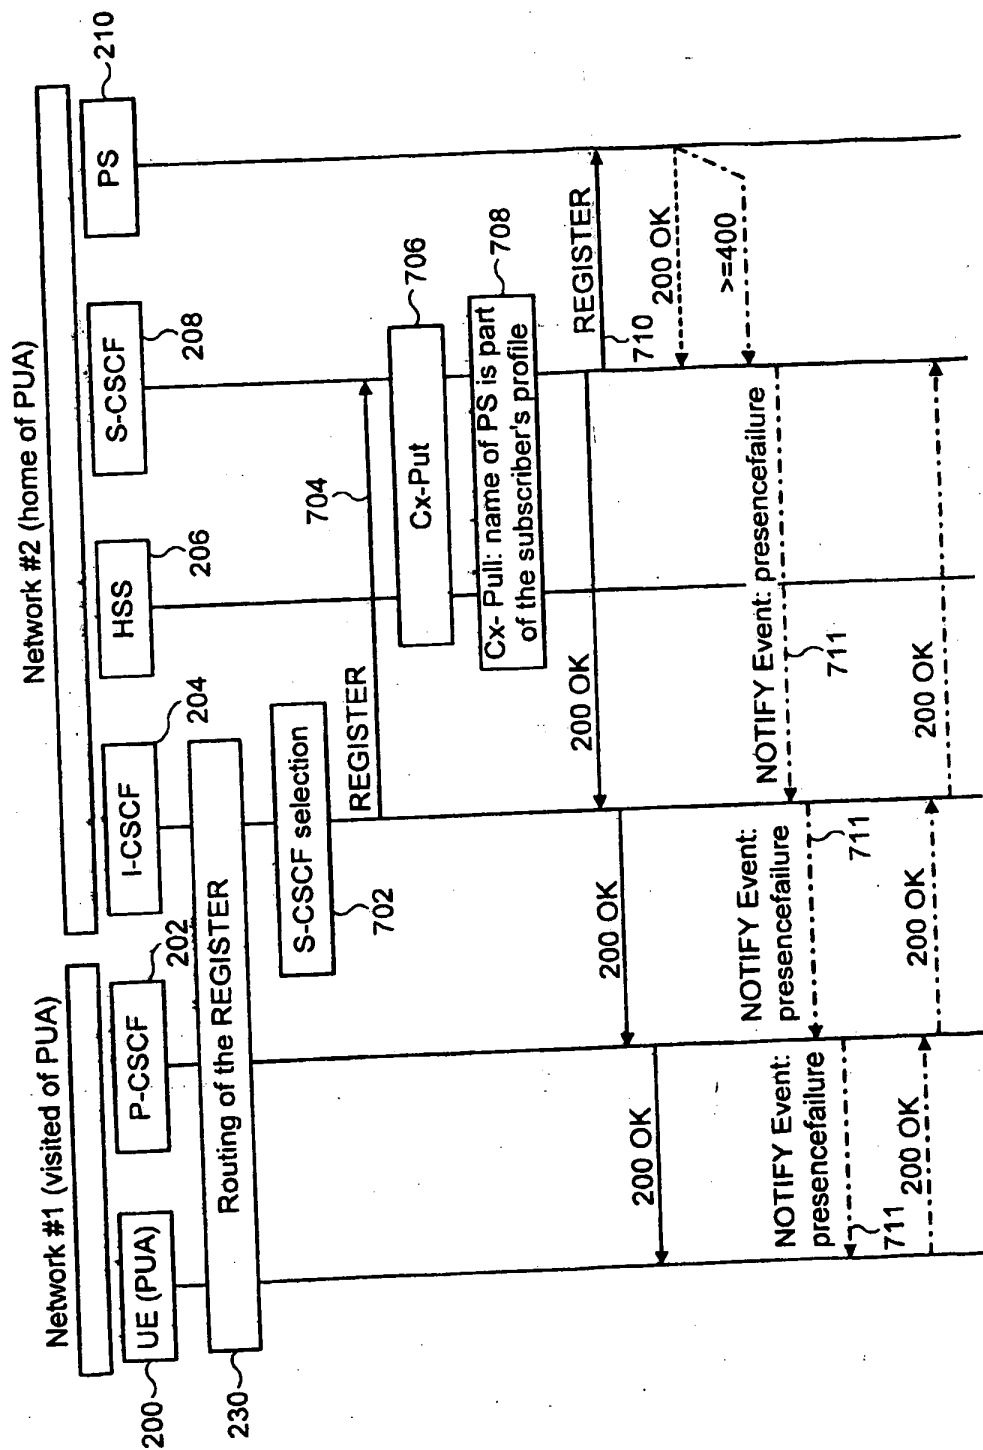 Network #1 (visited of PUA)
Network #2 (home of PUA)
UE (PUA)
200
P-CSCF
202
I-CSCF
204
HSS
206
S-CSCF
208
PS
210
Routing of the REGISTER
230
S-CSCF selection
702
REGISTER
704
Cx-Put
706
Cx- Pull: name of PS is part
of the subscriber's profile
708
REGISTER
710
200 OK
200 OK
200 OK
200 OK
>=400
NOTIFY Event: presencefailure
711
NOTIFY Event:
presencefailure
711
NOTIFY Event:
presencefailure
711
200 OK
200 OK
200 OK